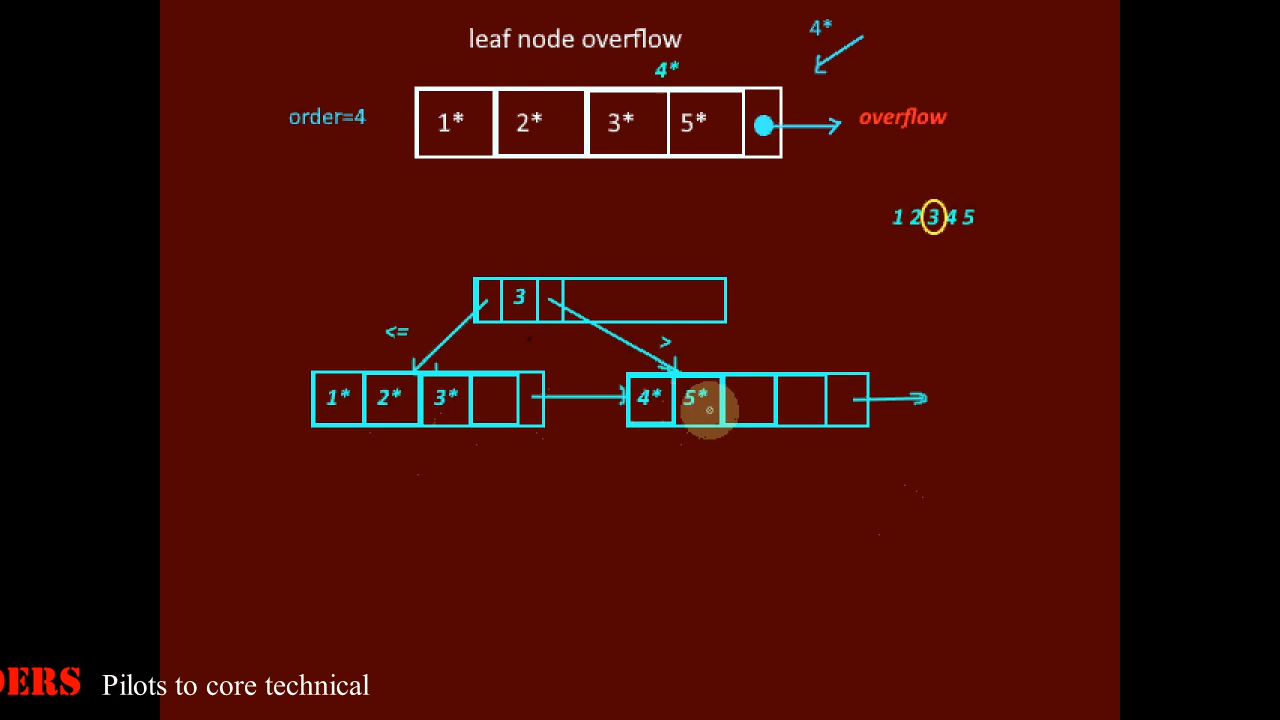 leaf node overflow
4*
4*
order=4
1* 2* 3* 5*
overflow
1 2 3 4 5
3
<=
>
1* 2* 3*
4* 5*
DERS Pilots to core technical